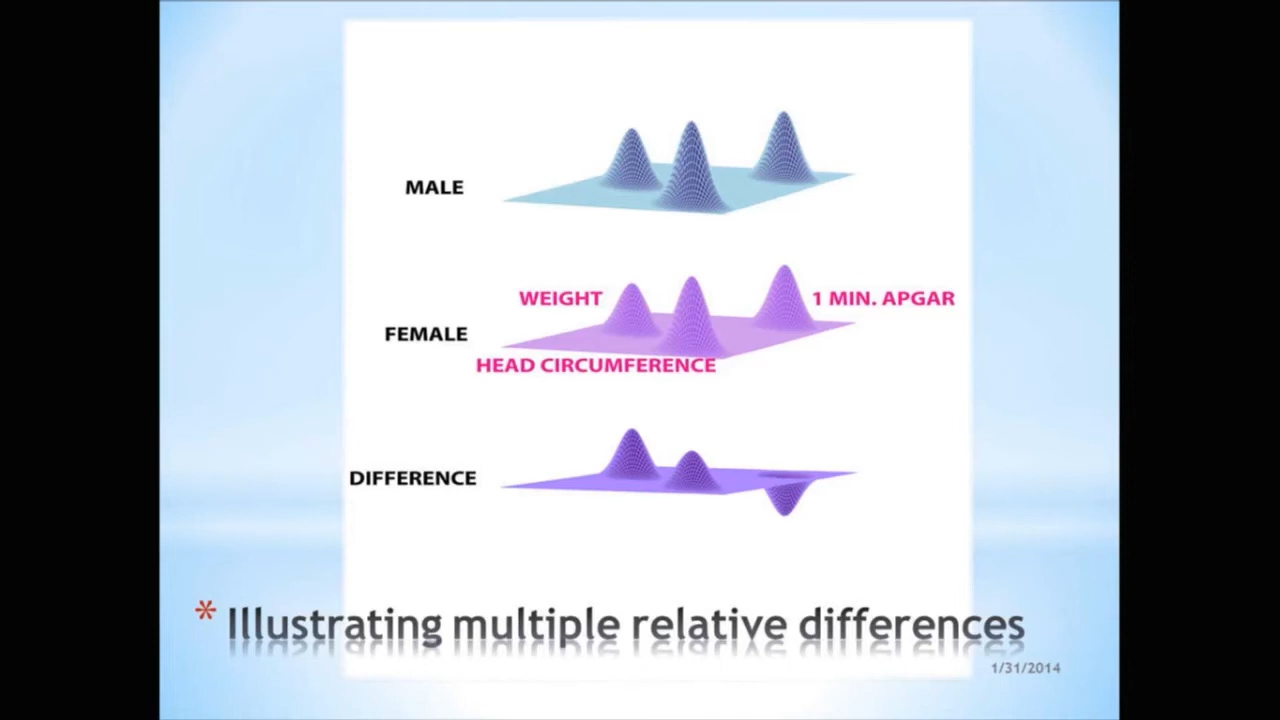 MALE
WEIGHT
1 MIN. APGAR
FEMALE
HEAD CIRCUMFERENCE
DIFFERENCE
* Illustrating multiple relative differences
1/31/2014